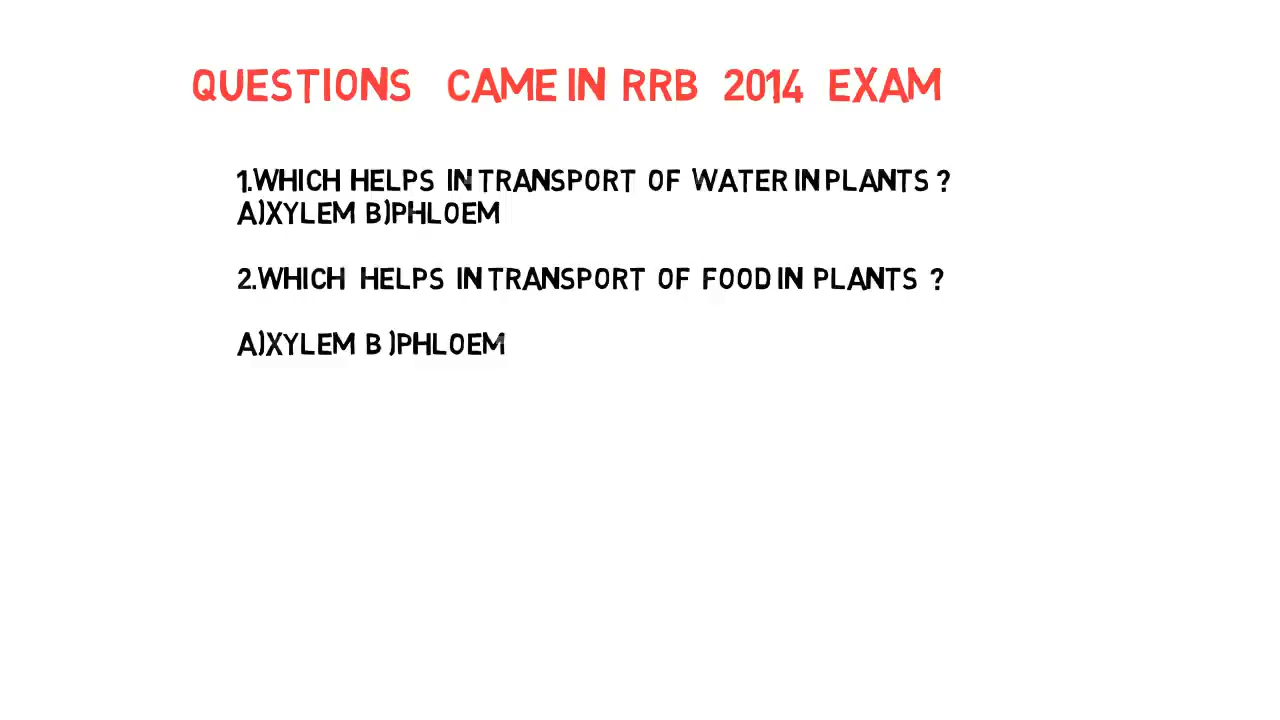 QUESTIONS CAME IN RRB 2014 EXAM
1.WHICH HELPS IN TRANSPORT OF WATER IN PLANTS ?
A)XYLEM B)PHLOEM
2.WHICH HELPS IN TRANSPORT OF FOOD IN PLANTS ?
A)XYLEM B )PHLOEM